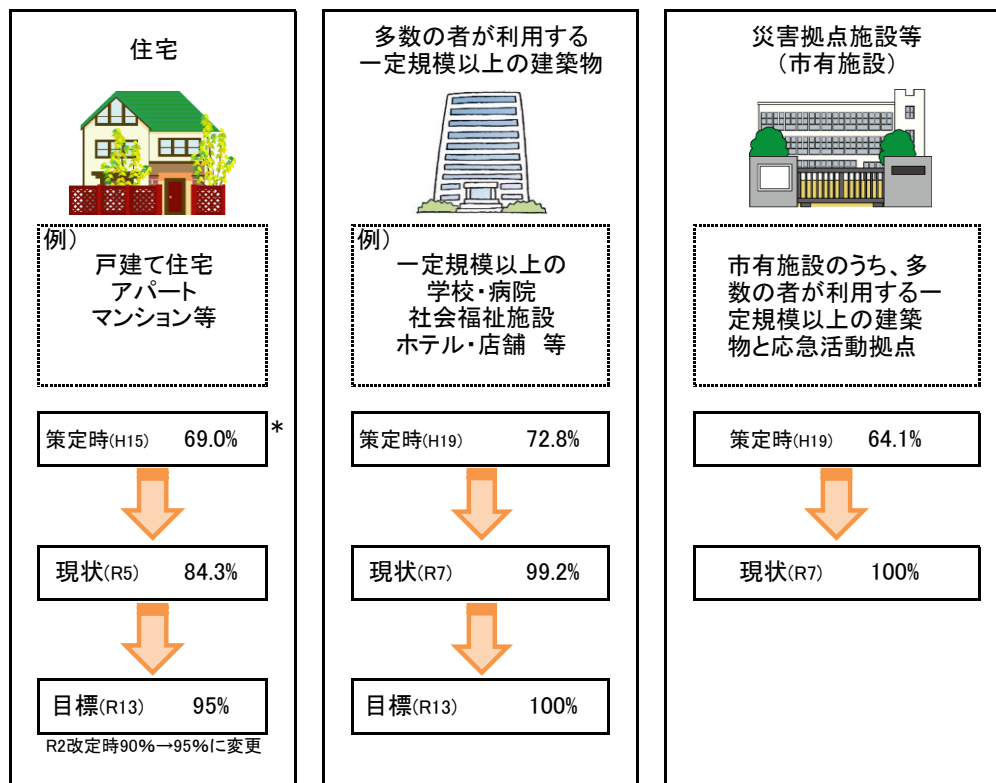 住宅
例）
戸建て住宅
アパート
マンション等
策定時(H15) 69.0% *
現状(R5) 84.3%
目標(R13) 95%
R2改定時90%→95%に変更
多数の者が利用する
一定規模以上の建築物
例）
一定規模以上の
学校・病院
社会福祉施設
ホテル・店舗 等
策定時(H19) 72.8%
現状(R7) 99.2%
目標(R13) 100%
災害拠点施設等
（市有施設）
市有施設のうち、多
数の者が利用する一
定規模以上の建築
物と応急活動拠点
策定時(H19) 64.1%
現状(R7) 100%